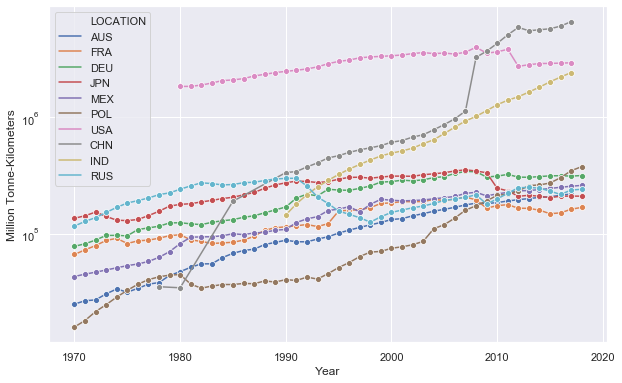 LOCATION
AUS
FRA
DEU
JPN
MEX
POL
USA
CHN
IND
RUS
Million Tonne-Kilometers
10^6
10^5
1970
1980
1990
2000
2010
2020
Year